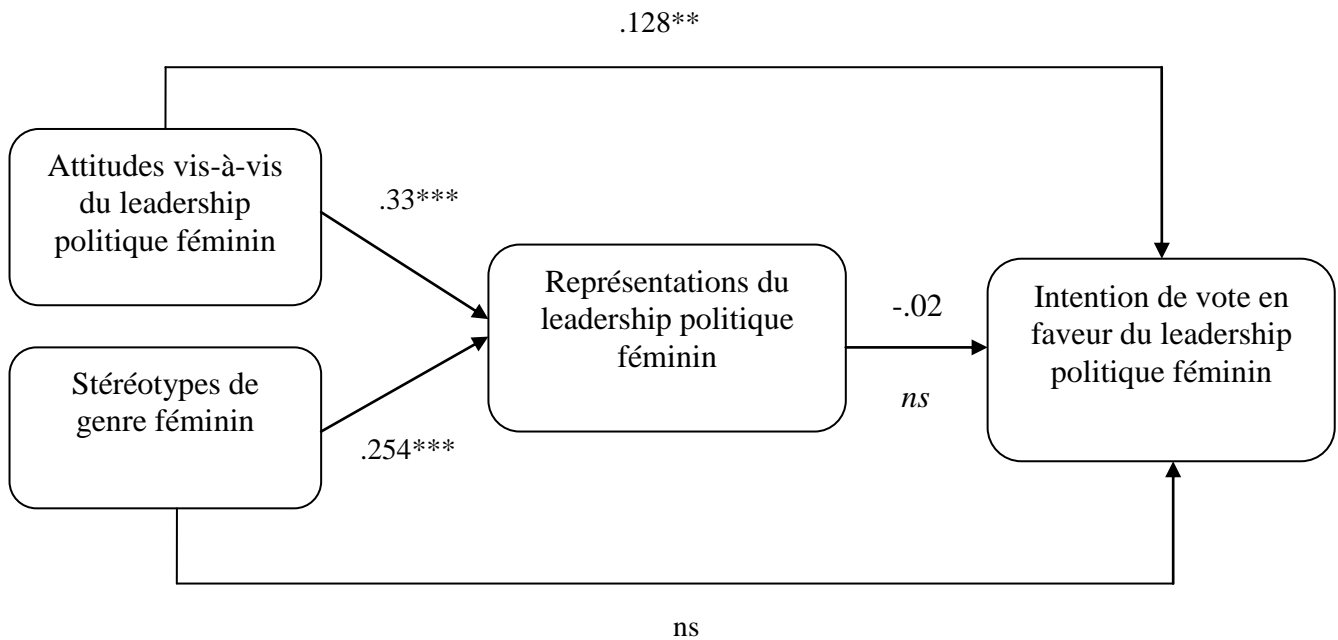 .128**
Attitudes vis-à-vis
du leadership
politique féminin
.33***
Représentations du
leadership politique
féminin
-.02
ns
Intention de vote en
faveur du leadership
politique féminin
Stéréotypes de
genre féminin
.254***
ns